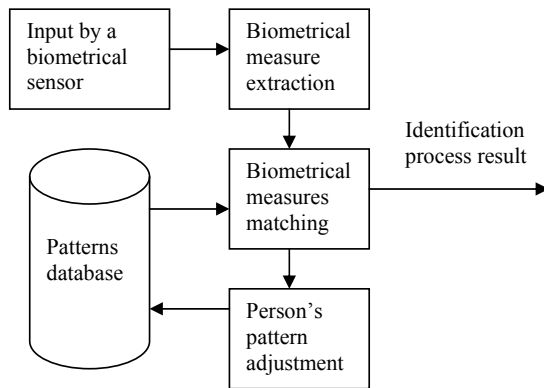 Input by a
biometrical
sensor
Biometrical
measure
extraction
Identification
process result
Biometrical
measures
matching
Patterns
database
Person's
pattern
adjustment